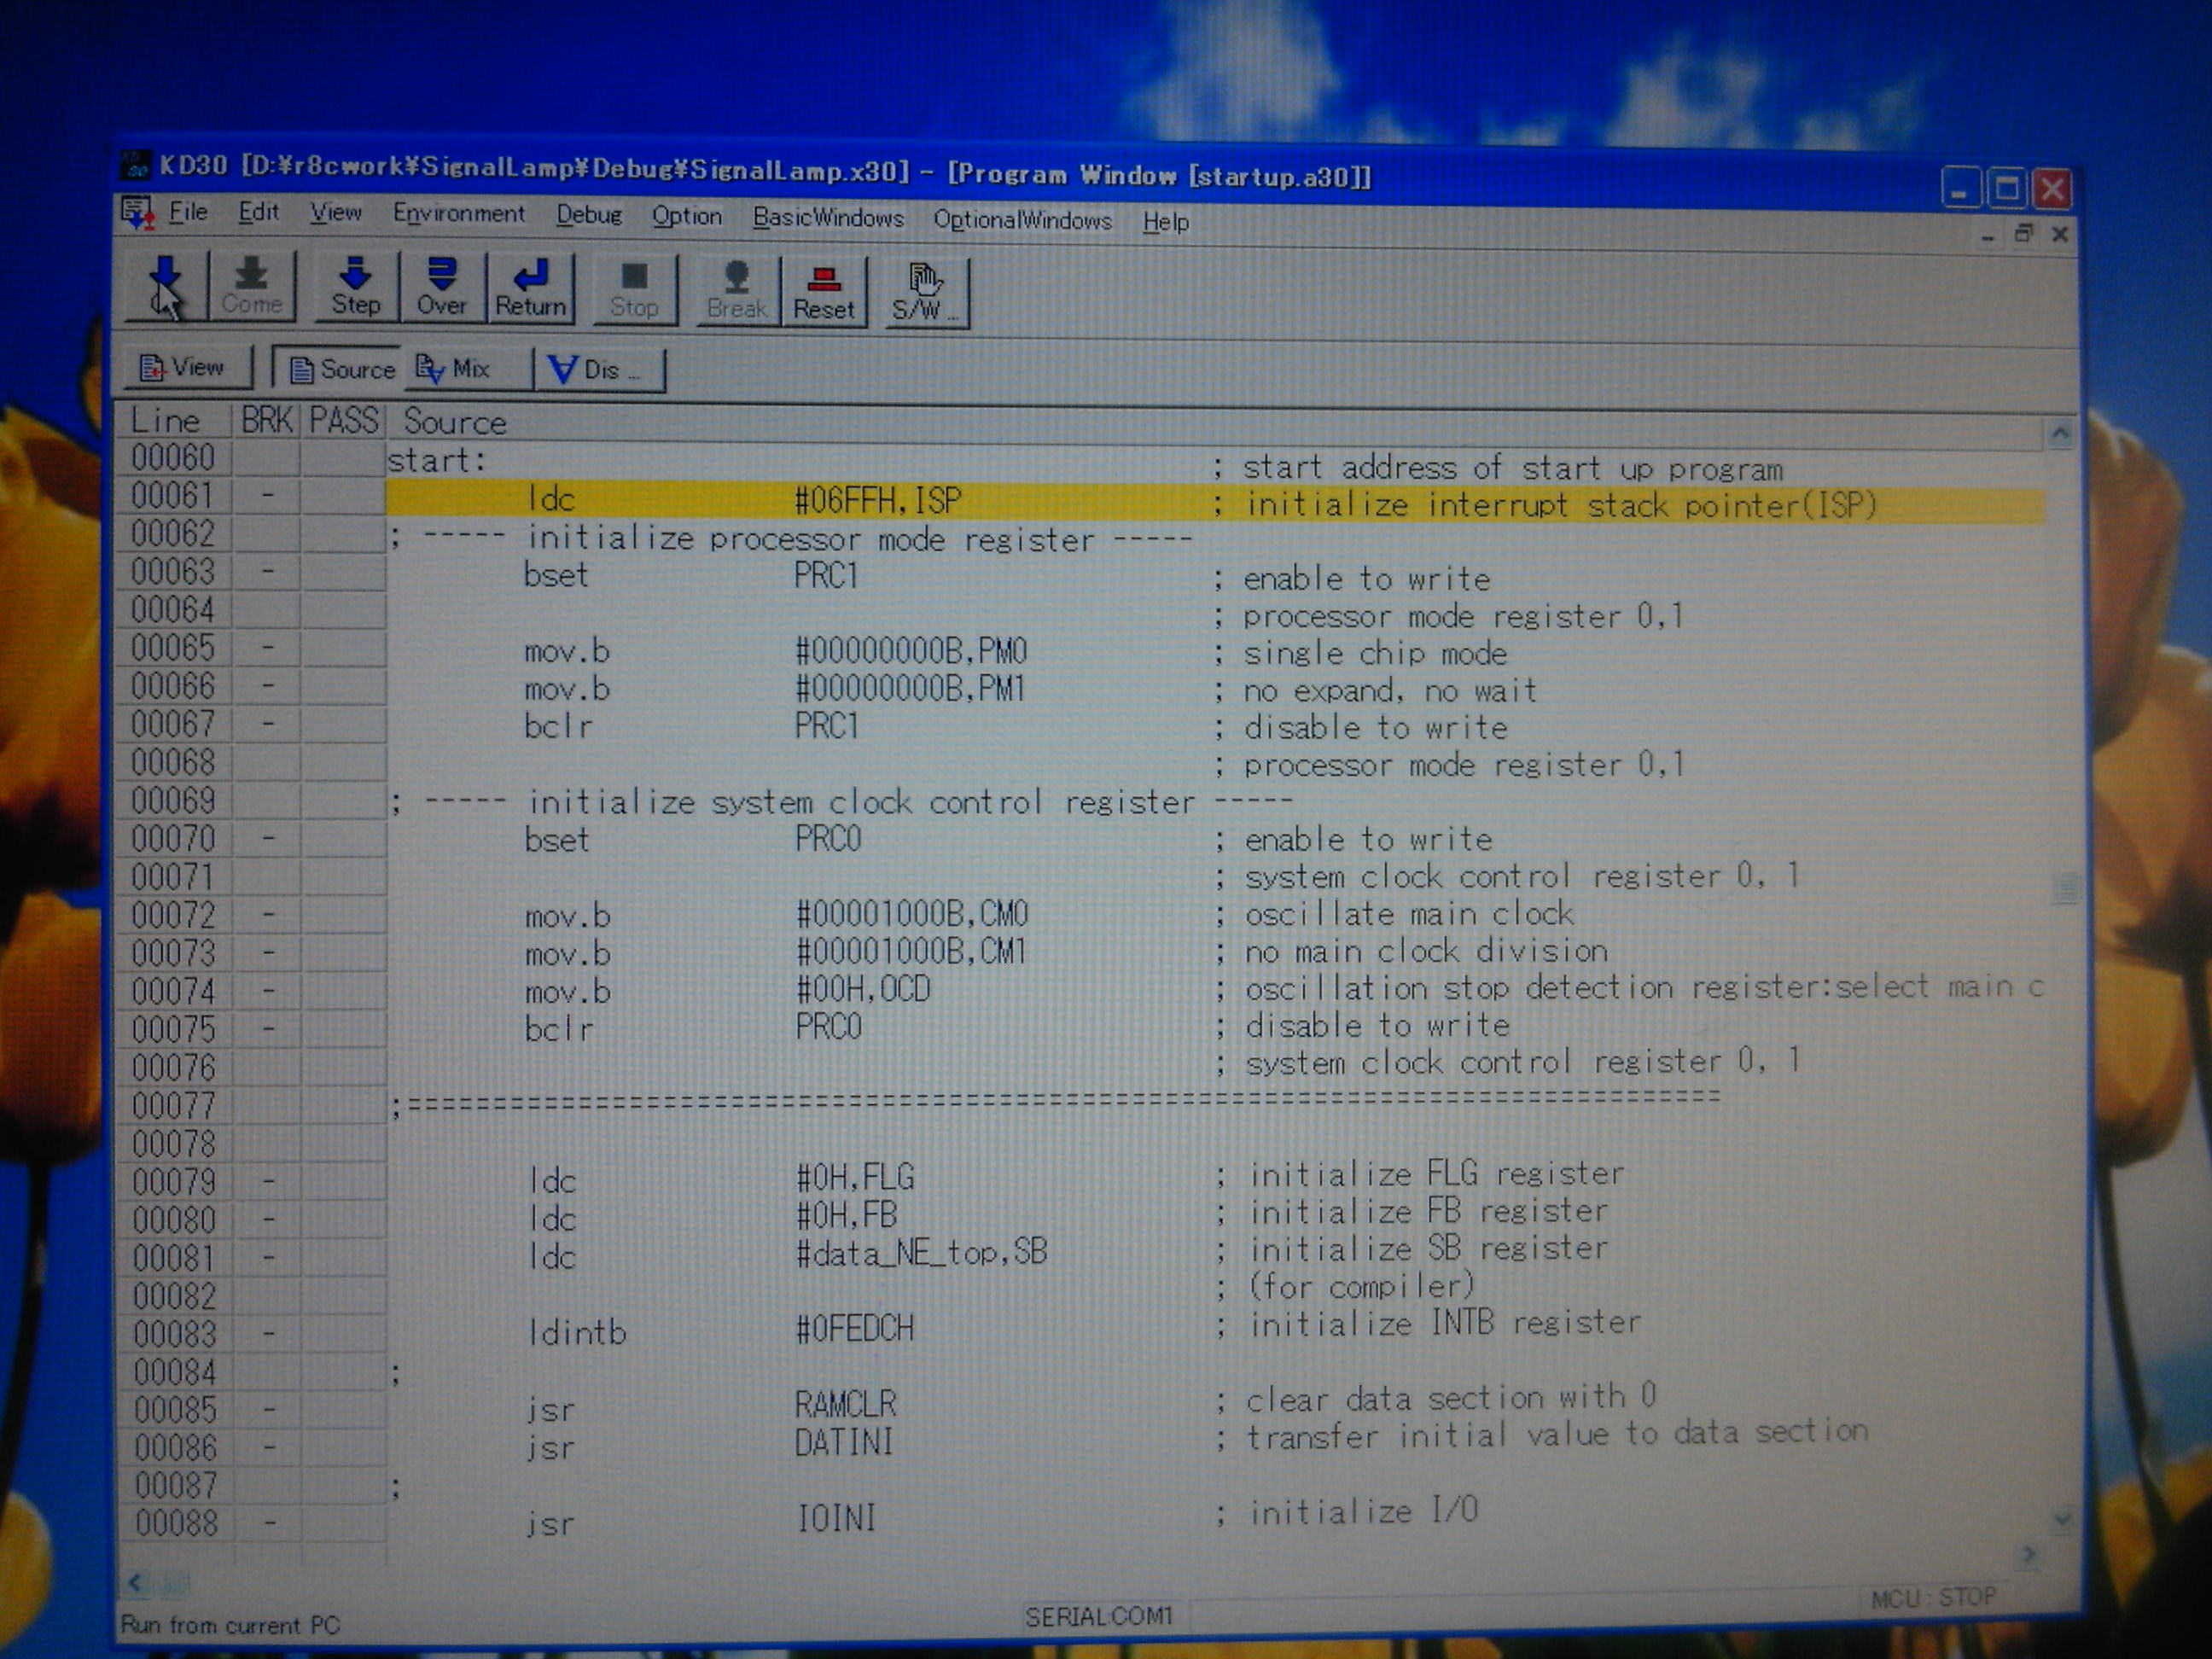 KD30 [D:¥r8cwork¥SignalLamp¥Debug¥SignalLamp.x30] - [Program Window [startup.a30]]
File Edit View Environment Debug Option BasicWindows OptionalWindows Help
Come Step Over Return Stop Break Reset S/W ...
View Source Mix Dis ...
Line BRK PASS Source
00060 start: ; start address of start up program
00061 - ldc #06FFH,ISP ; initialize interrupt stack pointer(ISP)
00062 ; ----- initialize processor mode register -----
00063 - bset PRC1 ; enable to write
00064 ; processor mode register 0,1
00065 - mov.b #00000000B,PM0 ; single chip mode
00066 - mov.b #00000000B,PM1 ; no expand, no wait
00067 - bclr PRC1 ; disable to write
00068 ; processor mode register 0,1
00069 ; ----- initialize system clock control register -----
00070 - bset PRC0 ; enable to write
00071 ; system clock control register 0, 1
00072 - mov.b #00001000B,CM0 ; oscillate main clock
00073 - mov.b #00001000B,CM1 ; no main clock division
00074 - mov.b #00H,OCD ; oscillation stop detection register:select main c
00075 - bclr PRC0 ; disable to write
00076 ; system clock control register 0, 1
00077 ;=============================================================================
00078
00079 - ldc #0H,FLG ; initialize FLG register
00080 - ldc #0H,FB ; initialize FB register
00081 - ldc #data_NE_top,SB ; initialize SB register
00082 ; (for compiler)
00083 - ldintb #0FEDCH ; initialize INTB register
00084 ;
00085 - jsr RAMCLR ; clear data section with 0
00086 - jsr DATINI ; transfer initial value to data section
00087 ;
00088 - jsr IOINI ; initialize I/O
Run from current PC SERIAL:COM1 MCU : STOP